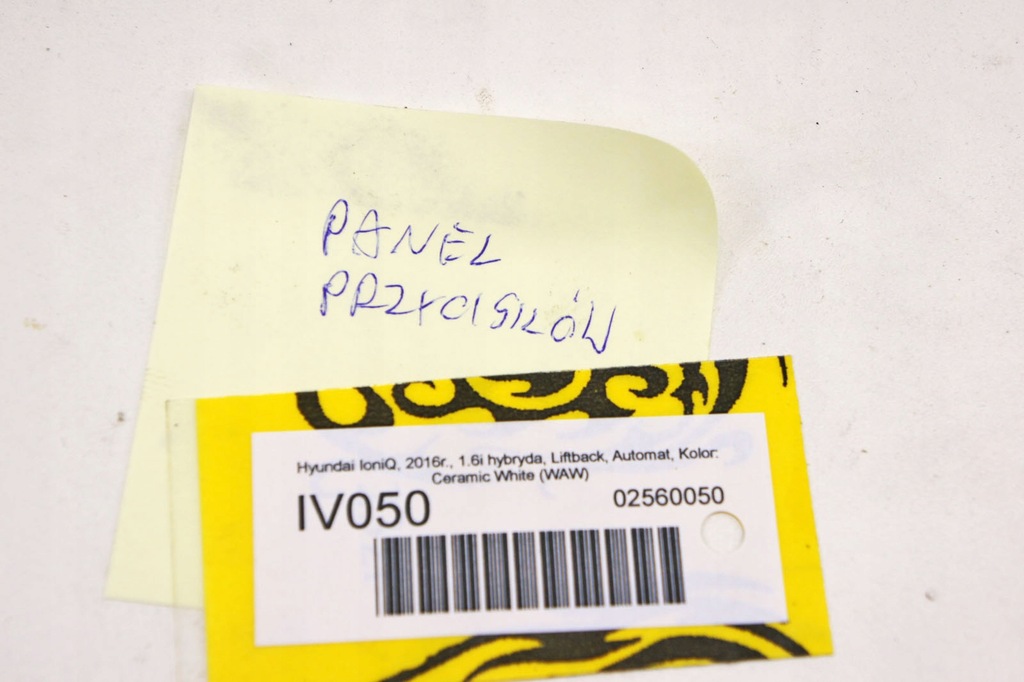 PANEL
PRZYCISKÓW
Hyundai IoniQ, 2016r., 1.6i hybryda, Liftback, Automat, Kolor:
Ceramic White (WAW)
IV050
02560050